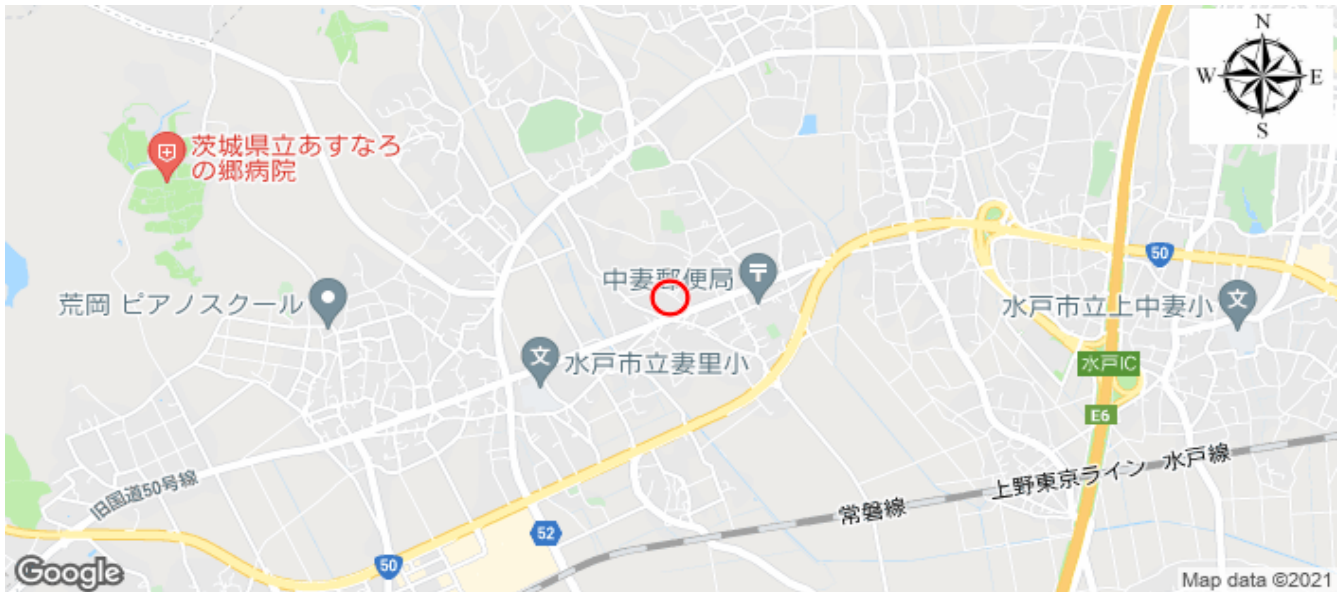 N
W E
S
茨城県立あすなろ
の郷病院
50
中妻郵便局
荒岡 ピアノスクール
水戸市立上中妻小
文
文
水戸市立妻里小
水戸IC
E6
上野東京ライン 水戸線
旧国道50号線
常磐線
52
50
Google
Map data ©2021